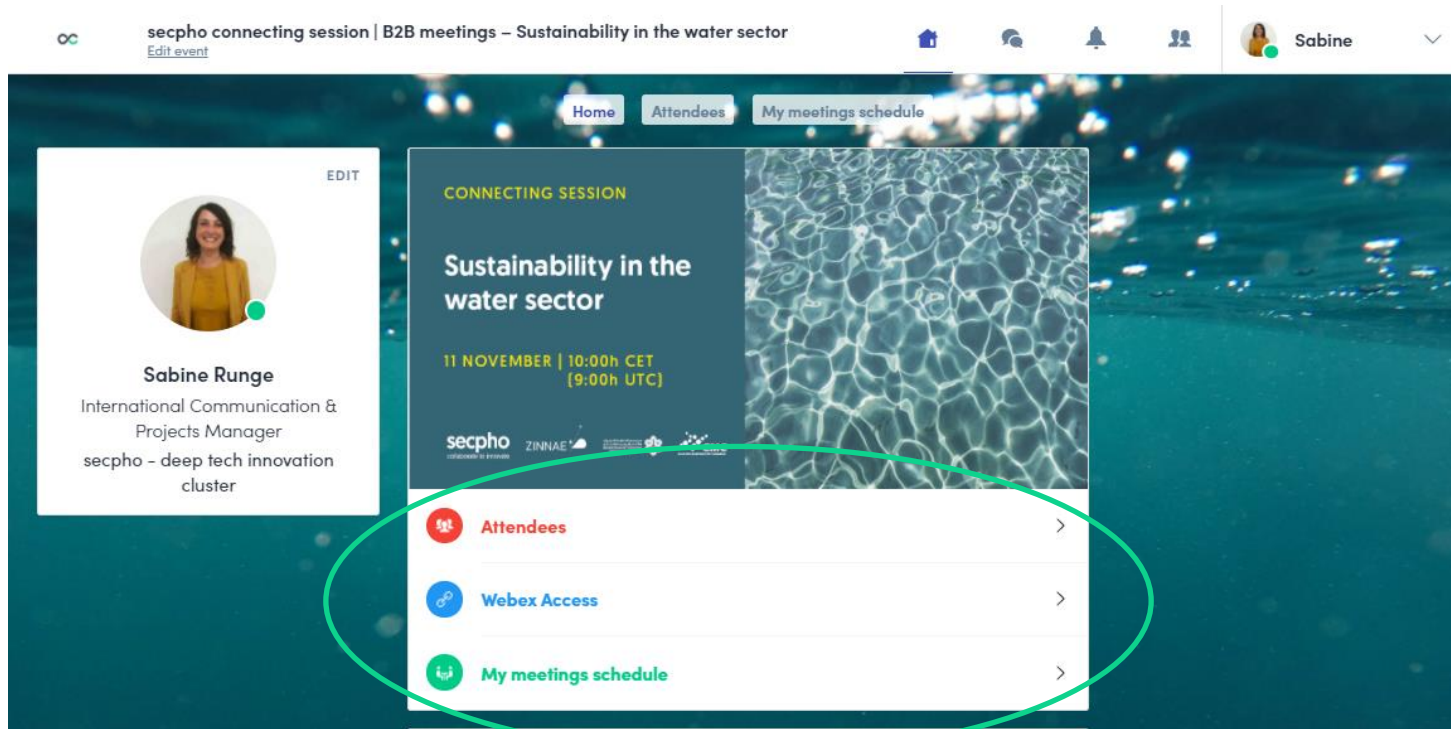 secpho connecting session | B2B meetings – Sustainability in the water sector
Edit event
Sabine
Home
Attendees
My meetings schedule
EDIT
Sabine Runge
International Communication &
Projects Manager
secpho - deep tech innovation
cluster
CONNECTING SESSION
Sustainability in the
water sector
11 NOVEMBER | 10:00h CET
[9:00h UTC]
secpho
ZINNAE
Attendees
Webex Access
My meetings schedule